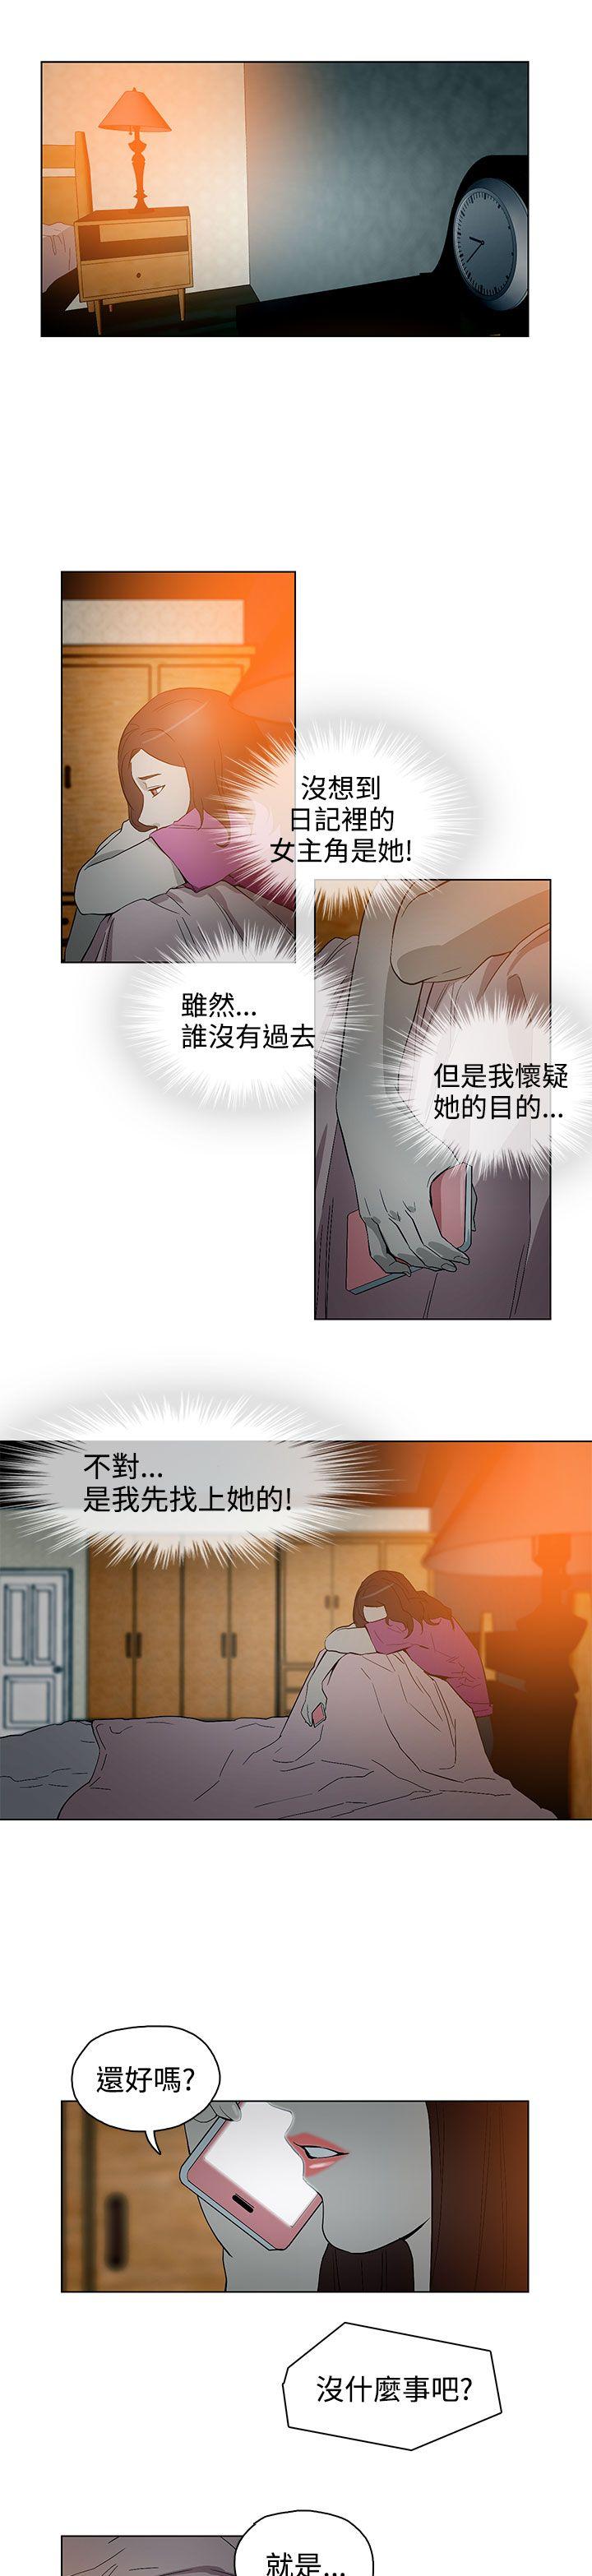 沒想到
日記裡的
女主角是她!
雖然...
誰沒有過去
但是我懷疑
她的目的...
不對...
是我先找上她的!
還好嗎?
沒什麼事吧?
就是...